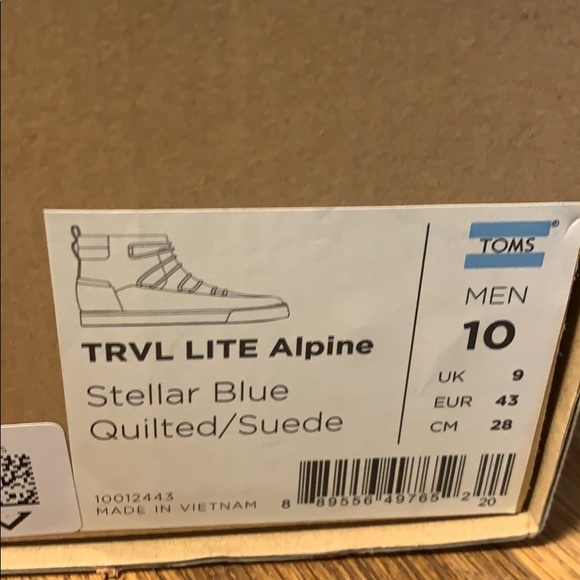 TOMS®
MEN
10
UK 9
EUR 43
CM 28
TRVL LITE Alpine
Stellar Blue
Quilted/Suede
10012443
MADE IN VIETNAM
8 89556 49765 2 20